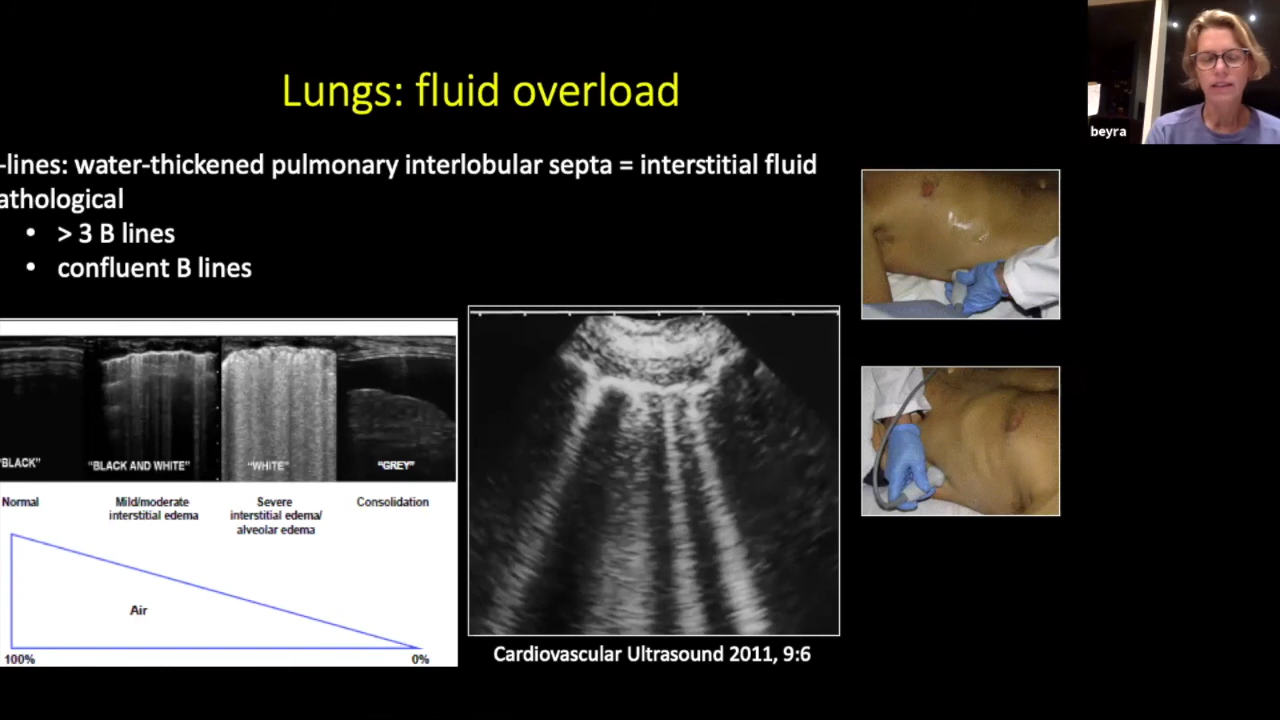 Lungs: fluid overload
beyra
-lines: water-thickened pulmonary interlobular septa = interstitial fluid
athological
• > 3 B lines
• confluent B lines
"BLACK"
"BLACK AND WHITE"
"WHITE"
"GREY"
Normal
Mild/moderate
interstitial edema
Severe
interstitial edema/
alveolar edema
Consolidation
Air
100%
0%
Cardiovascular Ultrasound 2011, 9:6